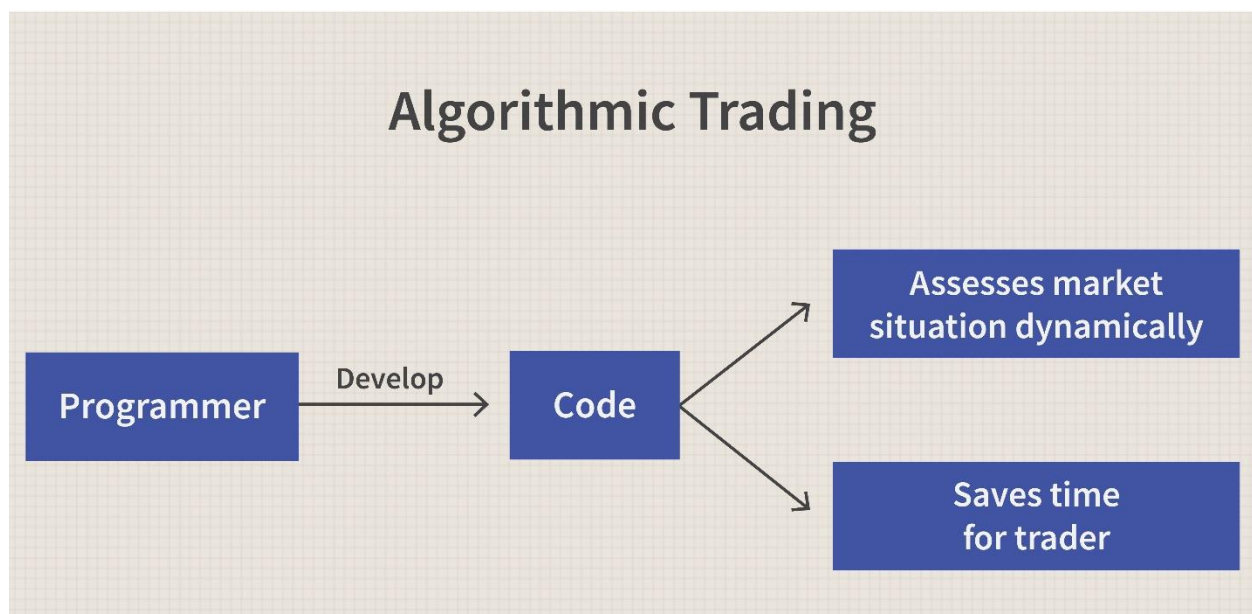 Algorithmic Trading
Programmer
Develop
Code
Assesses market
situation dynamically
Saves time
for trader